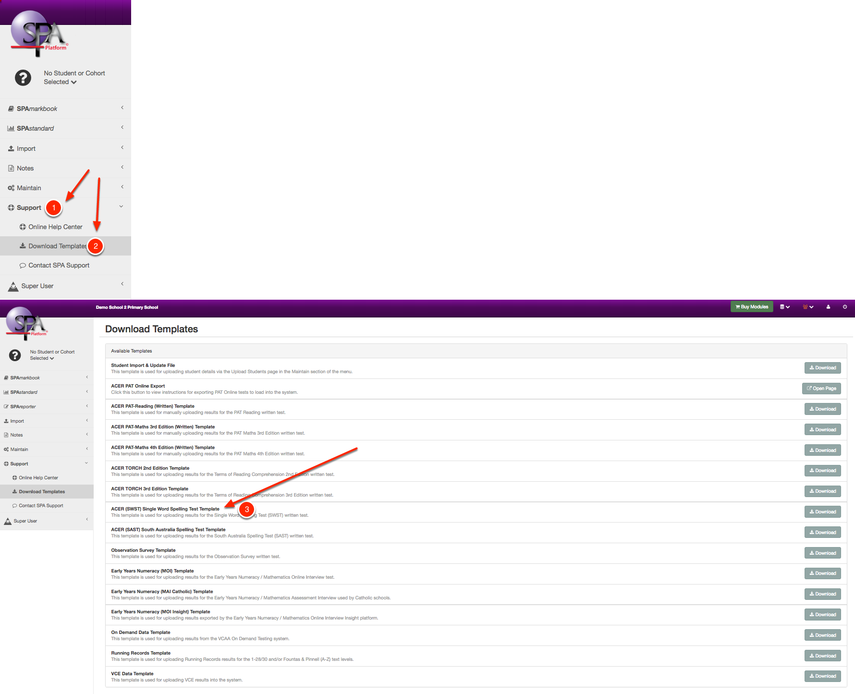 SPA
Platform
No Student or Cohort
Selected
SPAmarkbook
SPAstandard
Import
Notes
Maintain
Support 1
Online Help Center
Download Templates 2
Contact SPA Support
Super User
Demo School 2 Primary School
Buy Modules
SPA
Platform
No Student or Cohort
Selected
SPAmarkbook
SPAstandard
SPAreporter
Import
Notes
Maintain
Support
Online Help Center
Download Templates
Contact SPA Support
Super User
Download Templates
Available Templates
Student Import & Update File
This template is used for uploading student details via the Upload Students page in the Maintain section of the menu.
Download
ACER PAT Online Export
Click this button to view instructions for exporting PAT Online tests to load into the system.
Open Page
ACER PAT-Reading (Written) Template
This template is used for manually uploading results for the PAT Reading written test.
Download
ACER PAT-Maths 3rd Edition (Written) Template
This template is used for manually uploading results for the PAT Maths 3rd Edition written test.
Download
ACER PAT-Maths 4th Edition (Written) Template
This template is used for manually uploading results for the PAT Maths 4th Edition written test.
Download
ACER TORCH 2nd Edition Template
This template is used for uploading results for the Terms of Reading Comprehension 2nd written test.
Download
ACER TORCH 3rd Edition Template
This template is used for uploading results for the Terms of Reading Comprehension 3rd Edition written test.
Download
ACER (SWST) Single Word Spelling Test Template 3
This template is used for uploading results for the Single Word Test (SWST) written test.
Download
ACER (SAST) South Australia Spelling Test Template
This template is used for uploading results for the South Australia Spelling Test (SAST) written test.
Download
Observation Survey Template
This template is used for uploading results for the Observation Survey written test.
Download
Early Years Numeracy (MOI) Template
This template is used for uploading results for the Early Years Numeracy / Mathematics Online Interview test.
Download
Early Years Numeracy (MAI Catholic) Template
This template is used for uploading results for the Early Years Numeracy / Mathematics Assessment Interview used by Catholic schools.
Download
Early Years Numeracy (MOI Insight) Template
This template is used for uploading results exported by the Early Years Numeracy / Mathematics Online Interview Insight platform.
Download
On Demand Data Template
This template is used for uploading results from the VCAA On Demand Testing system.
Download
Running Records Template
This template is used for uploading Running Records results for the 1-28/30 and/or Fountas & Pinnell (A-Z) text levels.
Download
VCE Data Template
This template is used for uploading VCE results into the system.
Download